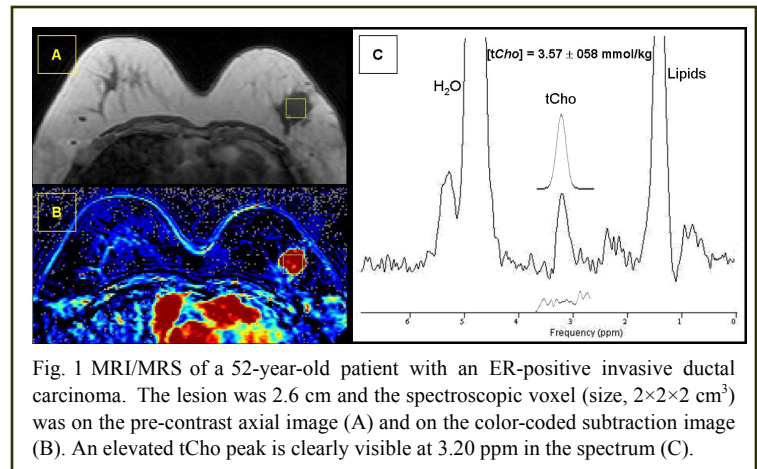 A
B
C
[tCho] = 3.57 ± 058 mmol/kg
H₂O
tCho
Lipids
6 5 4 3 2 1 0
Frequency (ppm)
Fig. 1 MRI/MRS of a 52-year-old patient with an ER-positive invasive ductal
carcinoma. The lesion was 2.6 cm and the spectroscopic voxel (size, 2×2×2 cm³)
was on the pre-contrast axial image (A) and on the color-coded subtraction image
(B). An elevated tCho peak is clearly visible at 3.20 ppm in the spectrum (C).